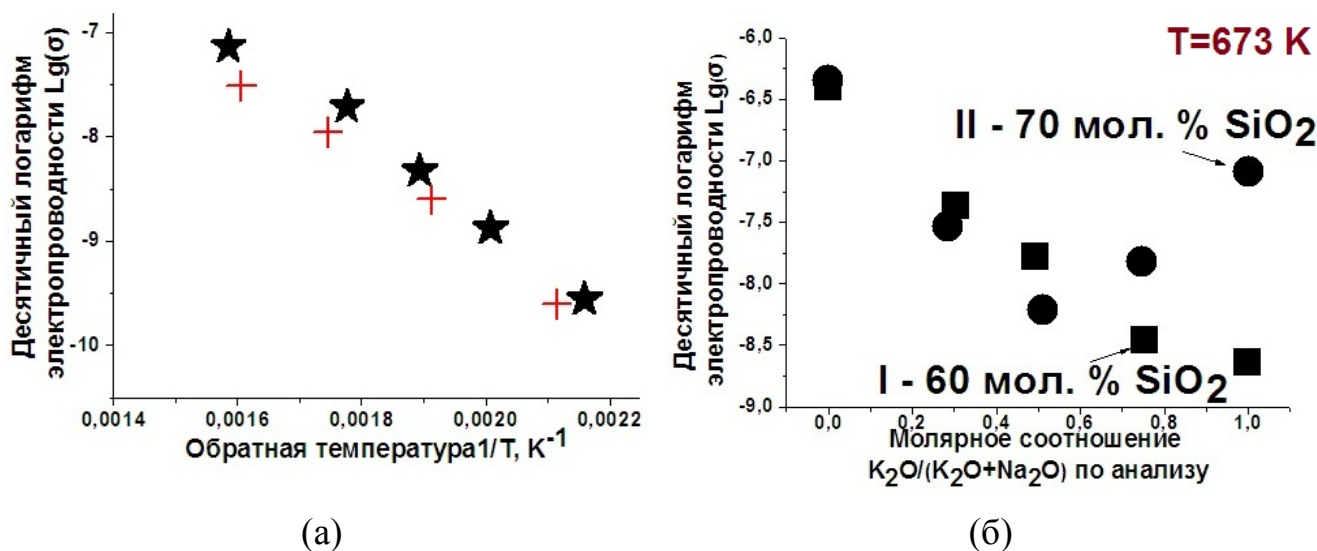 Десятичный логарифм
электропроводности Lg(σ)
-7
-8
-9
-10
0,0014
0,0016
0,0018
0,0020
0,0022
Обратная температура1/T, K⁻¹
(а)
Десятичный логарифм
электропроводности Lg(σ)
-6,0
-6,5
-7,0
-7,5
-8,0
-8,5
-9,0
T=673 K
II - 70 мол. % SiO₂
I - 60 мол. % SiO₂
0,0
0,2
0,4
0,6
0,8
1,0
Молярное соотношение
K₂O/(K₂O+Na₂O) по анализу
(б)